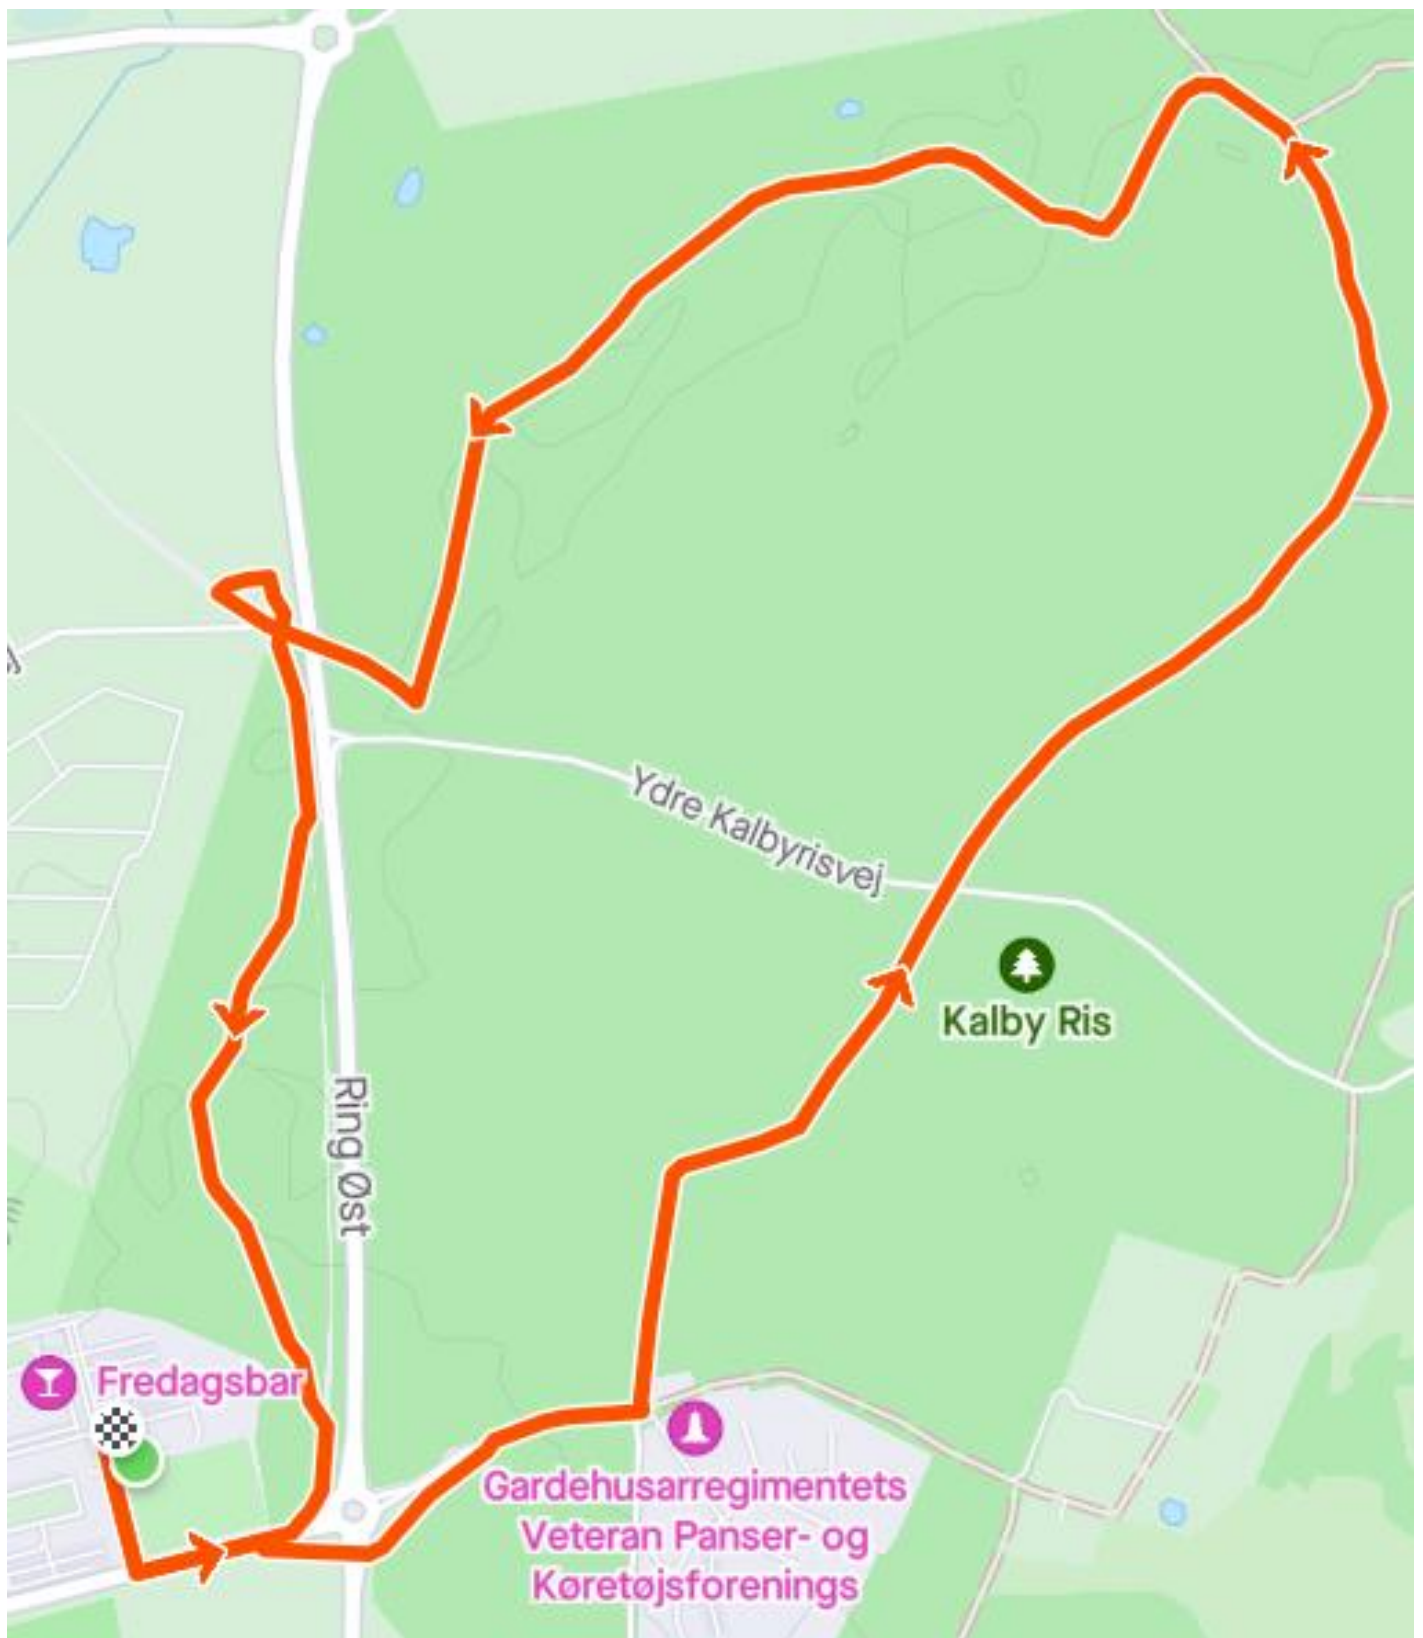 Ydre Kalbyrisvej
Kalby Ris
Ring Øst
Fredagsbar
Gardehusarregimentets
Veteran Panser- og
Køretøjsforenings